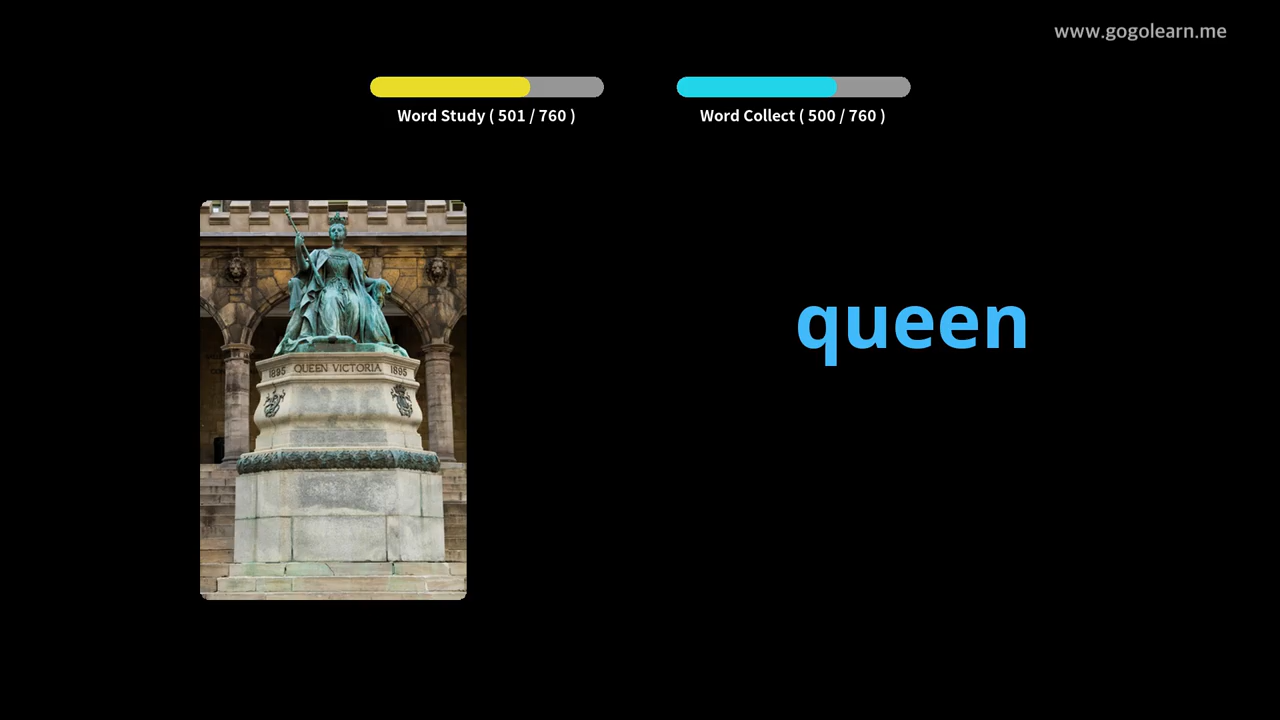 www.gogolearn.me
Word Study ( 501 / 760 )
Word Collect ( 500 / 760 )
1895 QUEEN VICTORIA 1895
queen